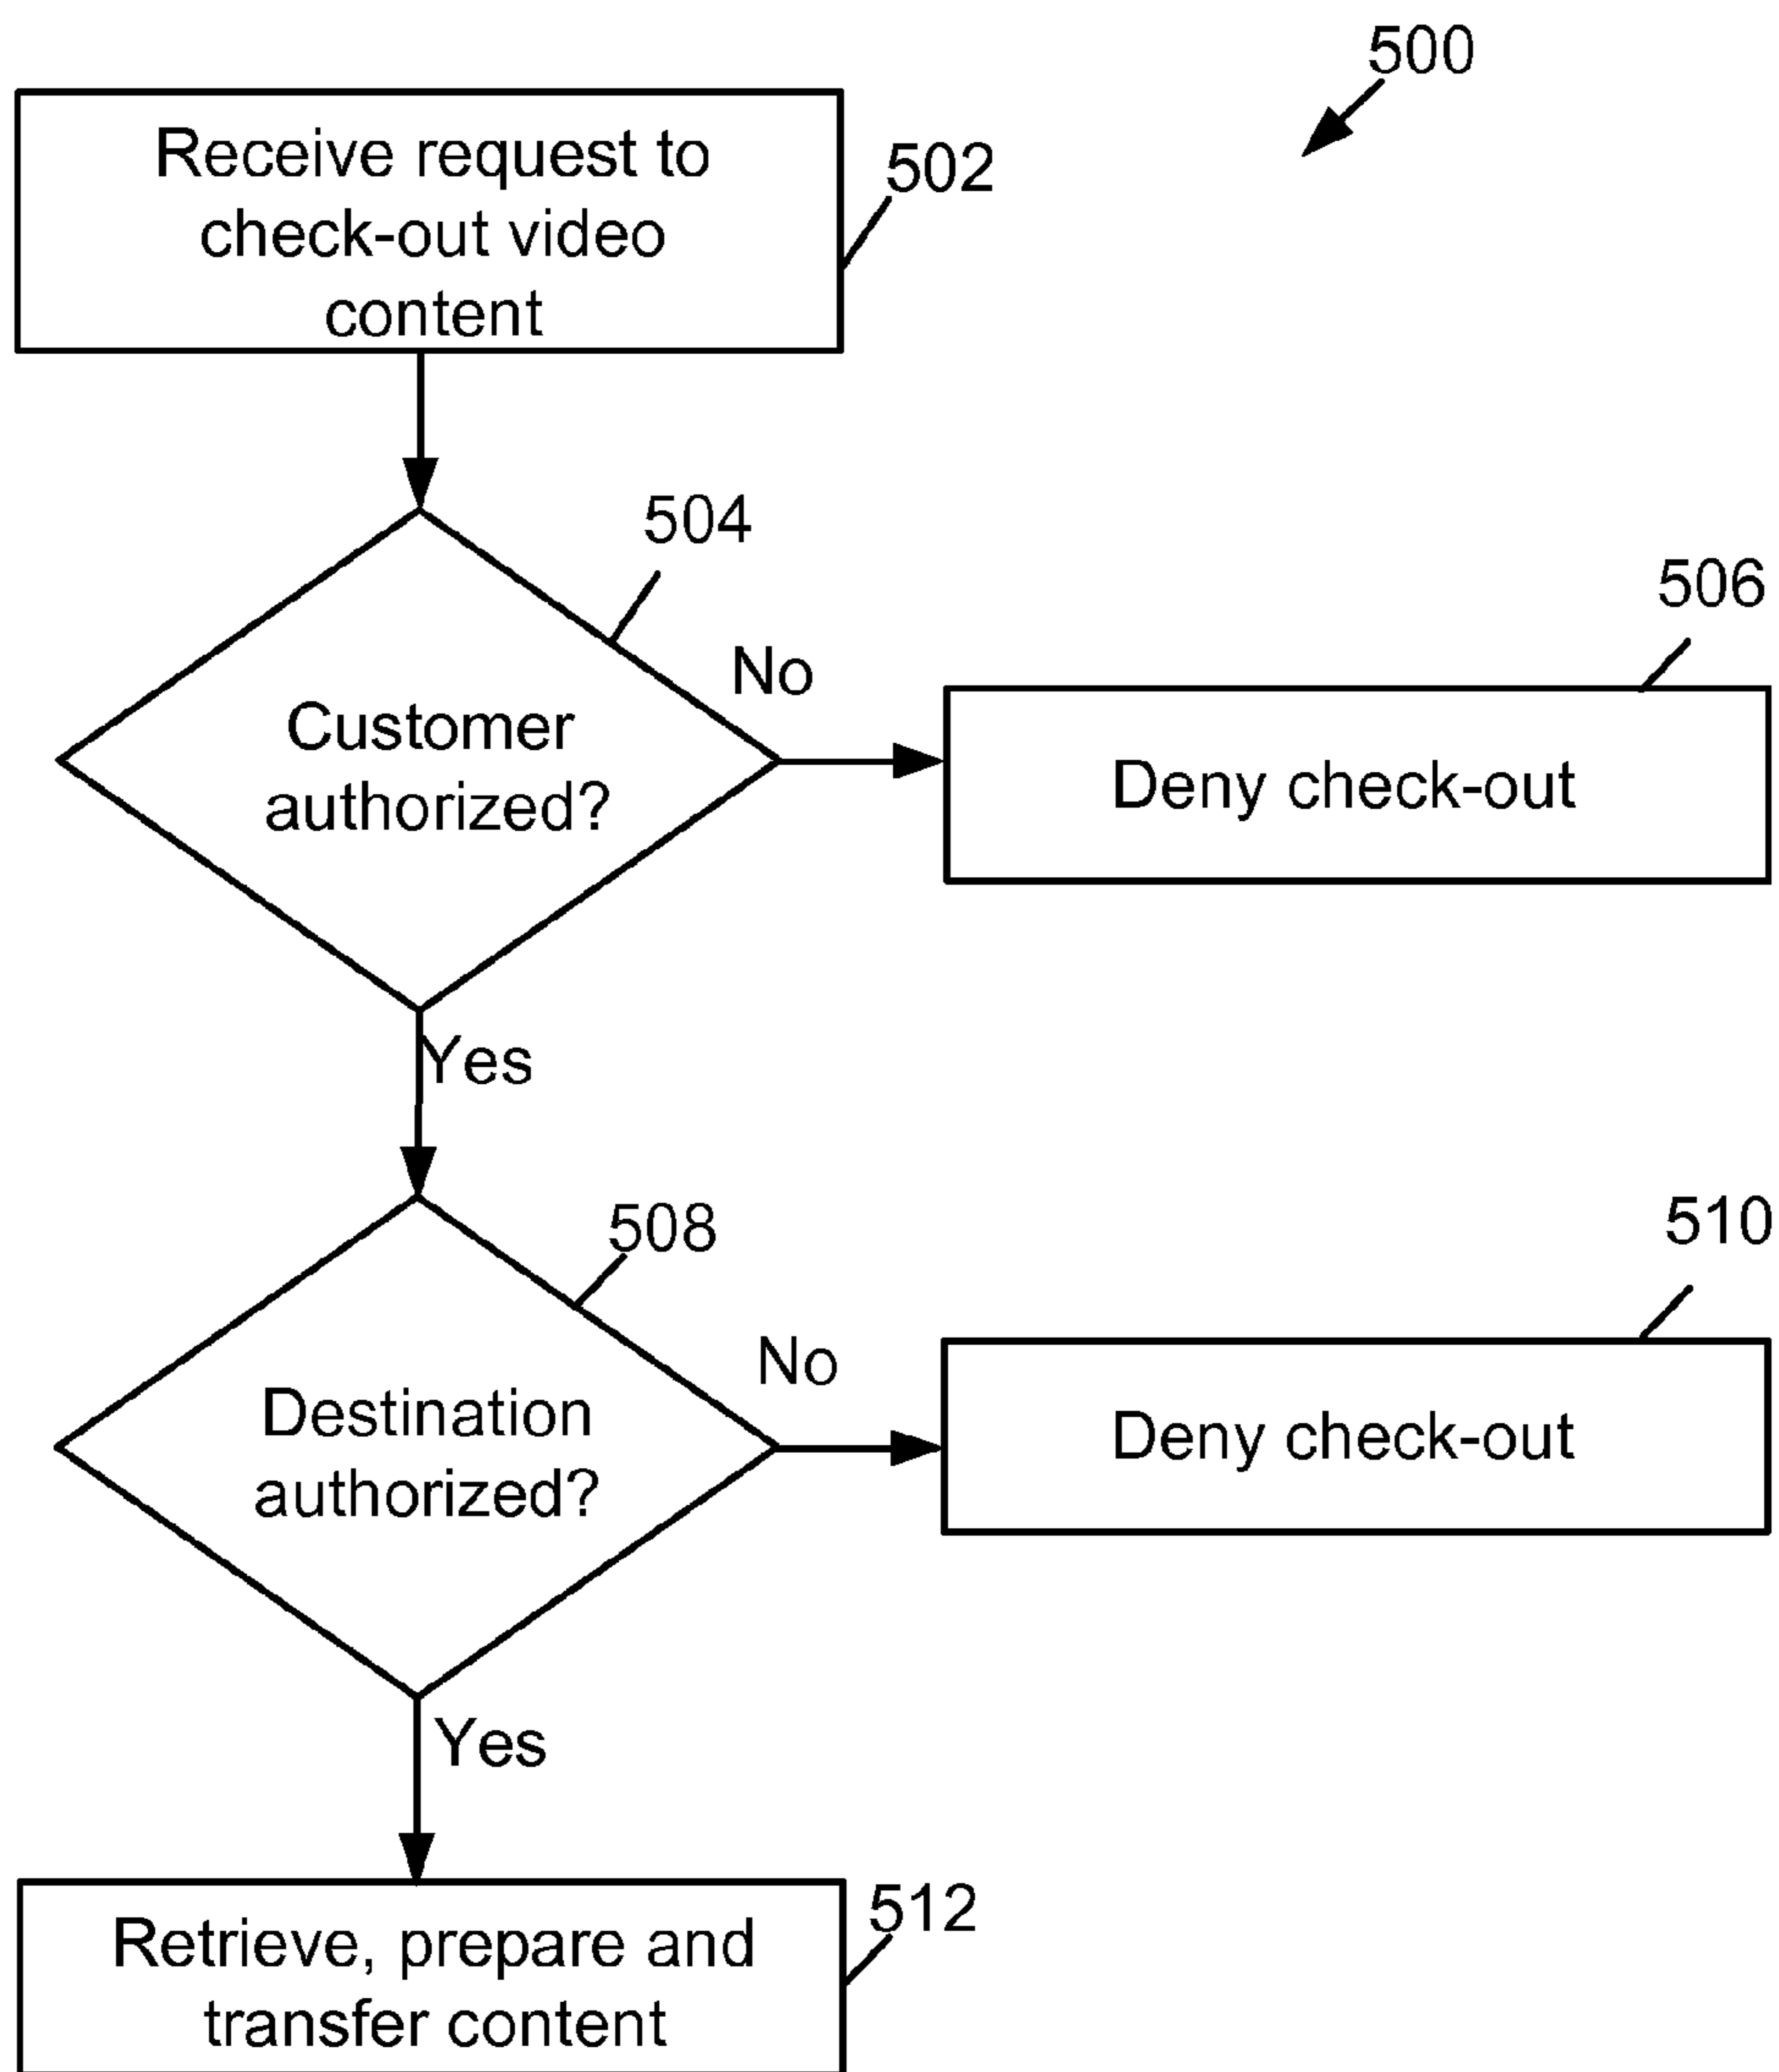 500
Receive request to
check-out video
content
502
504
Customer
authorized?
No
506
Deny check-out
Yes
508
Destination
authorized?
No
510
Deny check-out
Yes
Retrieve, prepare and
transfer content
512